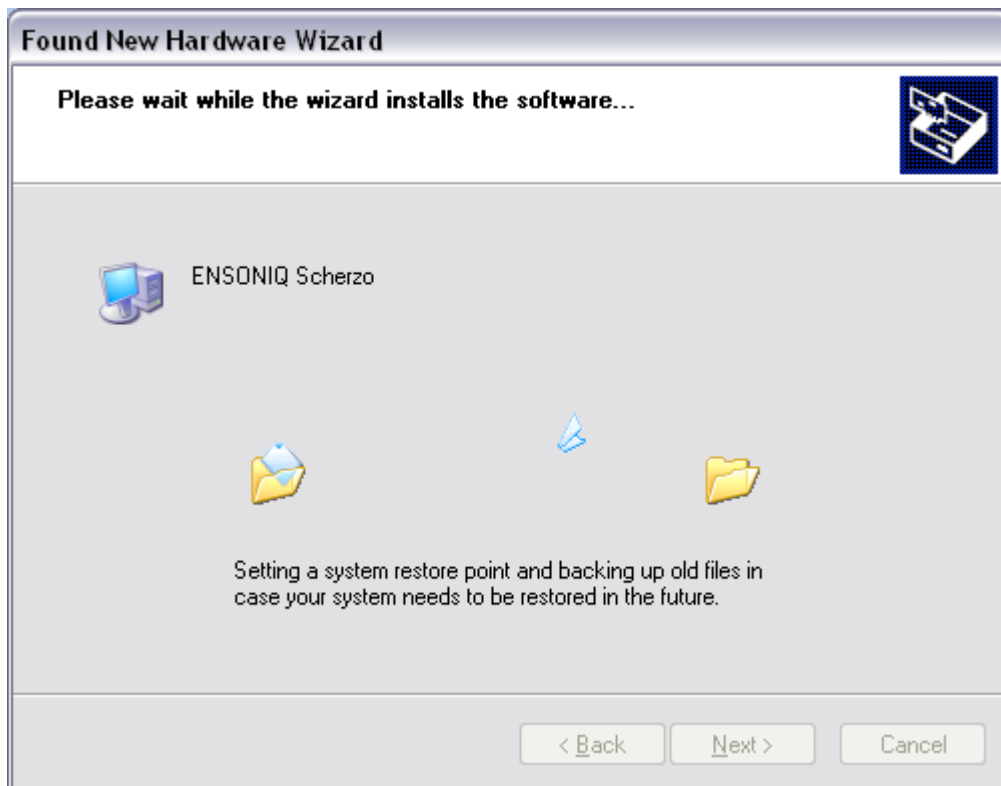 Found New Hardware Wizard
Please wait while the wizard installs the software...
ENSONIQ Scherzo
Setting a system restore point and backing up old files in
case your system needs to be restored in the future.
< Back Next > Cancel